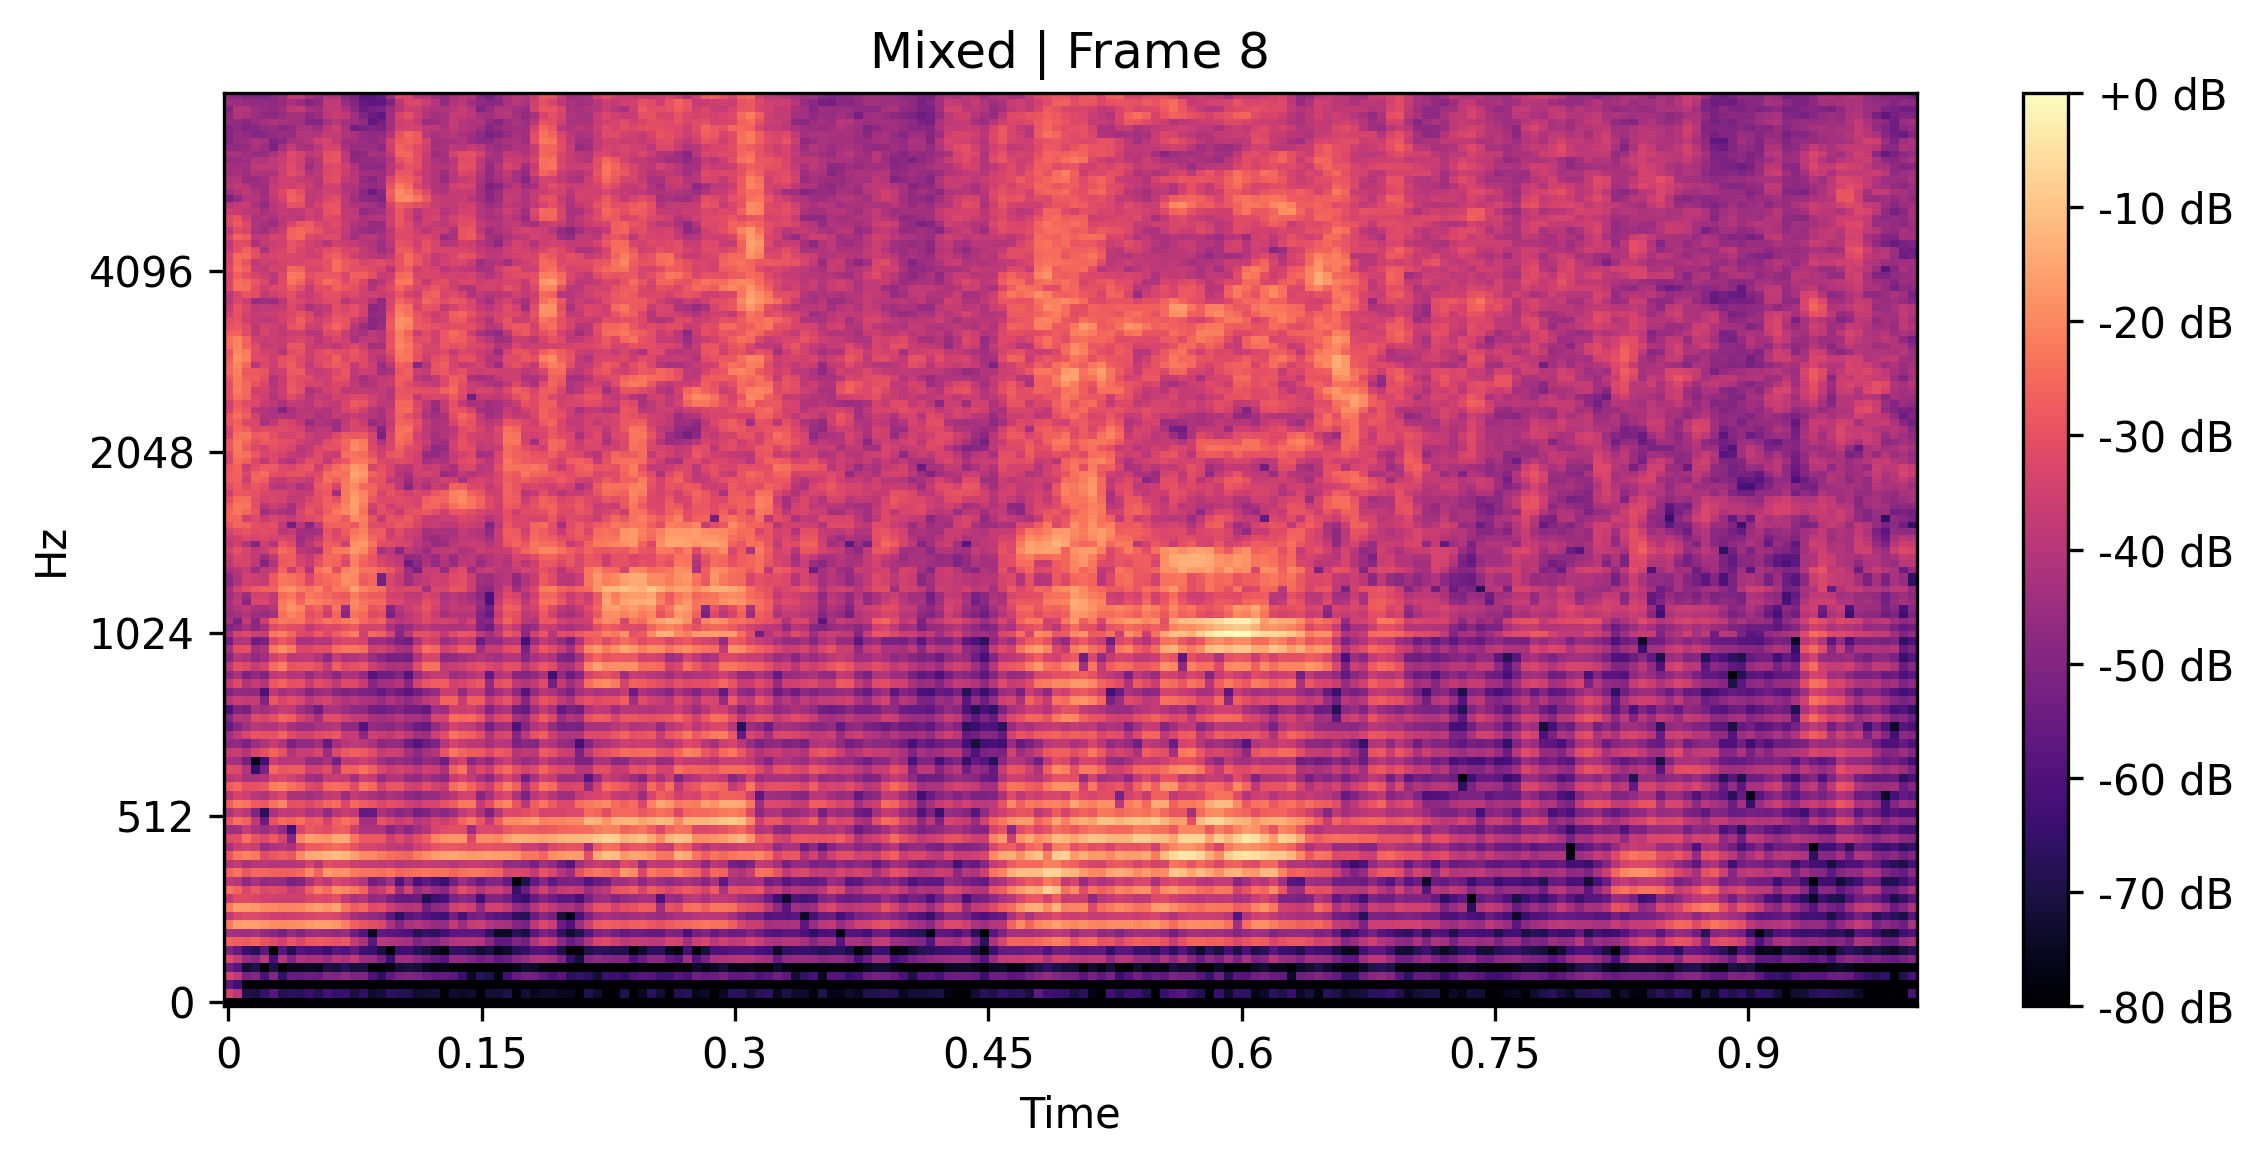 Mixed | Frame 8
+0 dB
-10 dB
-20 dB
-30 dB
-40 dB
-50 dB
-60 dB
-70 dB
-80 dB
Hz
4096
2048
1024
512
0
0 0.15 0.3 0.45 0.6 0.75 0.9
Time